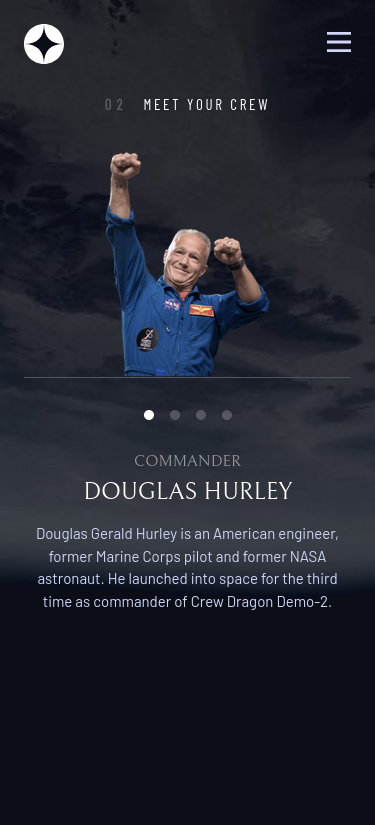 02 MEET YOUR CREW
NASA
COMMANDER
DOUGLAS HURLEY
Douglas Gerald Hurley is an American engineer,
former Marine Corps pilot and former NASA
astronaut. He launched into space for the third
time as commander of Crew Dragon Demo-2.